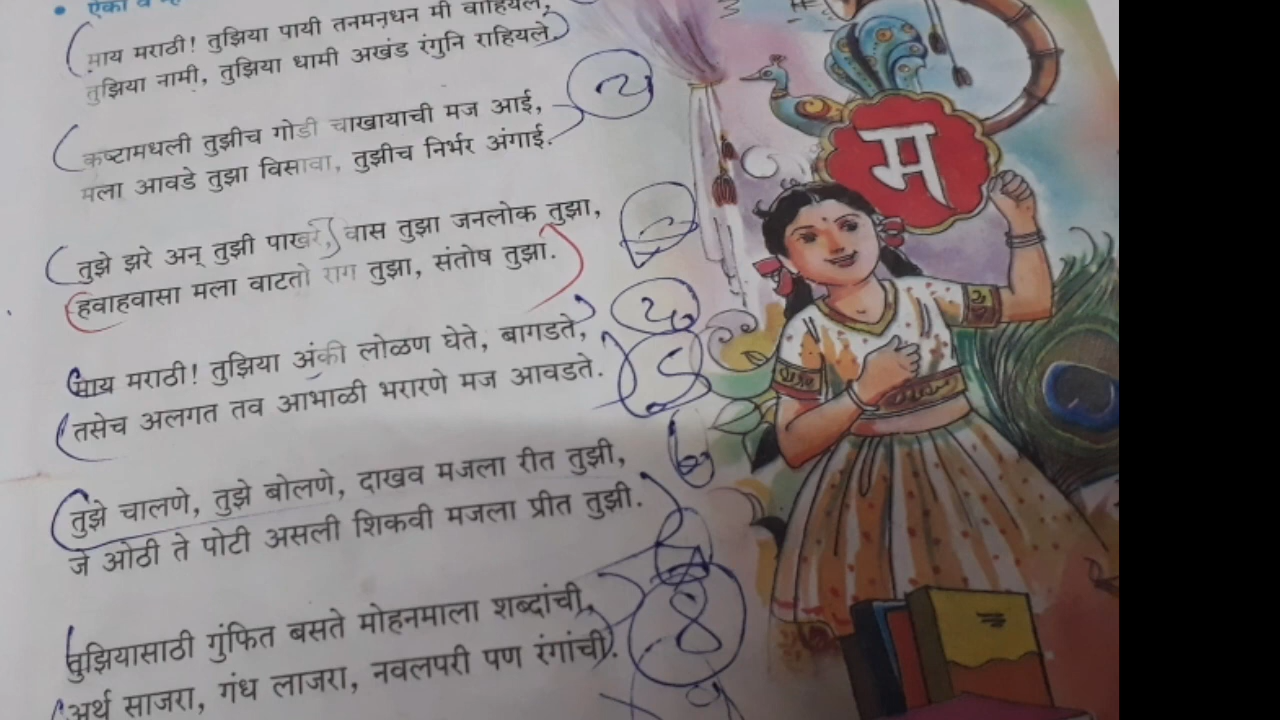 ऐका व म्ह
माय मराठी! तुझिया पायी तनमनधन मी वाहियले,
तुझिया नामी, तुझिया धामी अखंड रंगुनि राहियले.
कष्टामधली तुझीच गोडी चाखायाची मज आई,
मला आवडे तुझा विसावा, तुझीच निर्भर अंगाई.
तुझे झरे अन् तुझी पाखरे, वास तुझा जनलोक तुझा,
हवाहवासा मला वाटतो राग तुझा, संतोष तुझा.
माय मराठी! तुझिया अंकी लोळण घेते, बागडते,
तसेच अलगत तव आभाळी भरारणे मज आवडते.
तुझे चालणे, तुझे बोलणे, दाखव मजला रीत तुझी,
जे ओठी ते पोटी असली शिकवी मजला प्रीत तुझी.
तुझियासाठी गुंफित बसते मोहनमाला शब्दांची,
अर्थ साजरा, गंध लाजरा, नवलपरी पण रंगांची.
म